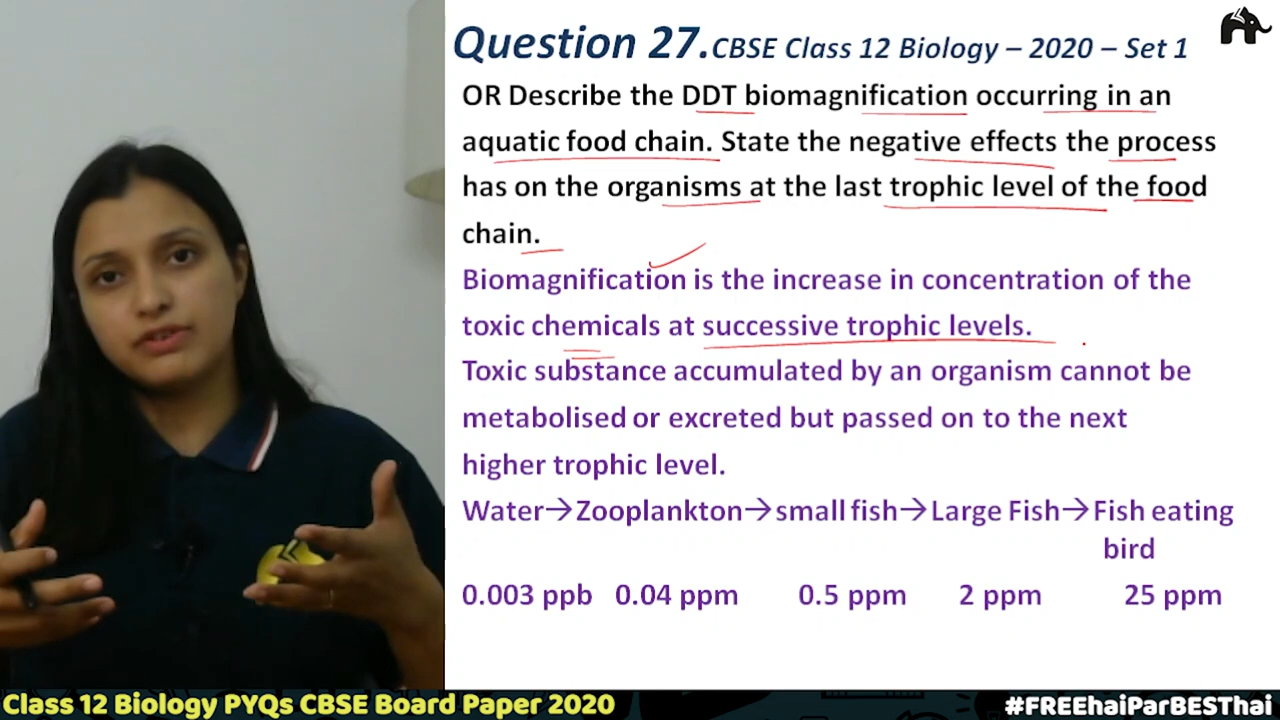 Question 27.CBSE Class 12 Biology – 2020 – Set 1
OR Describe the DDT biomagnification occurring in an
aquatic food chain. State the negative effects the process
has on the organisms at the last trophic level of the food
chain.
Biomagnification is the increase in concentration of the
toxic chemicals at successive trophic levels.
Toxic substance accumulated by an organism cannot be
metabolised or excreted but passed on to the next
higher trophic level.
Water→Zooplankton→small fish→Large Fish→Fish eating
bird
0.003 ppb 0.04 ppm 0.5 ppm 2 ppm 25 ppm
Class 12 Biology PYQs CBSE Board Paper 2020
#FREEhaiParBESThai